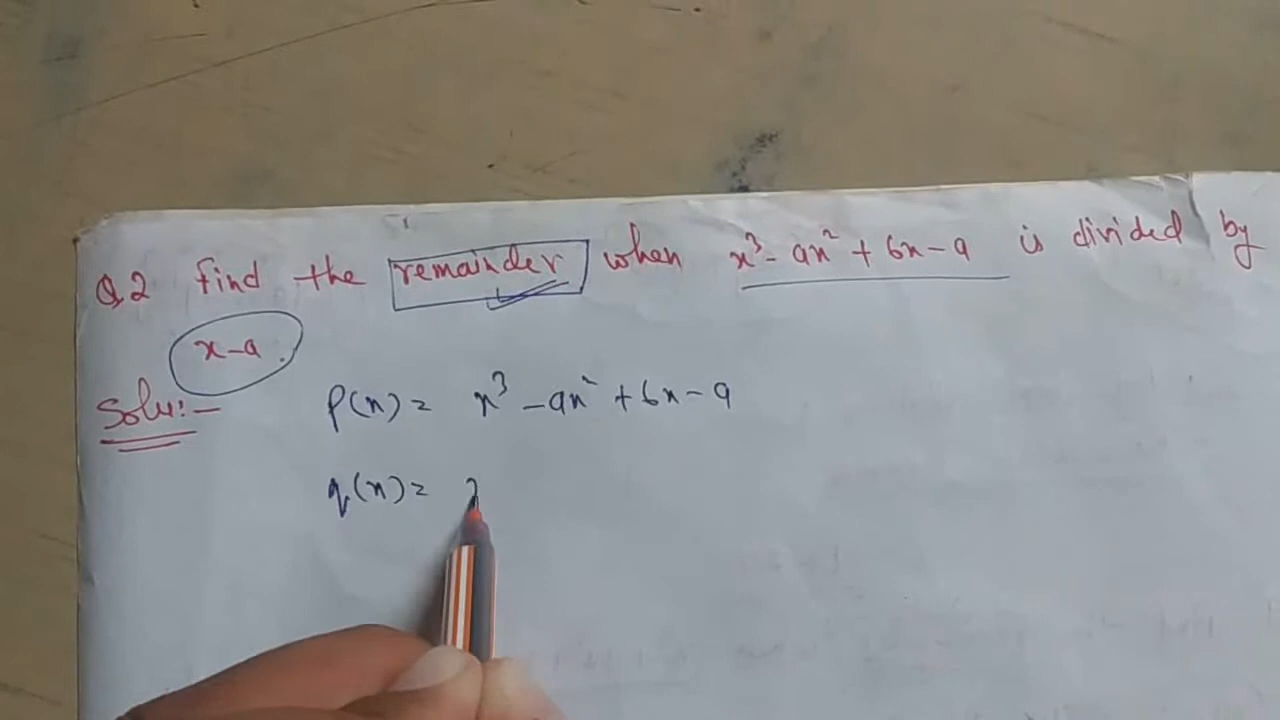 Q.2 Find the remainder when x³ - ax² + 6x - a is divided by
x-a.
Solu:-
p(x) = x³ - ax² + 6x - a
q(x) =